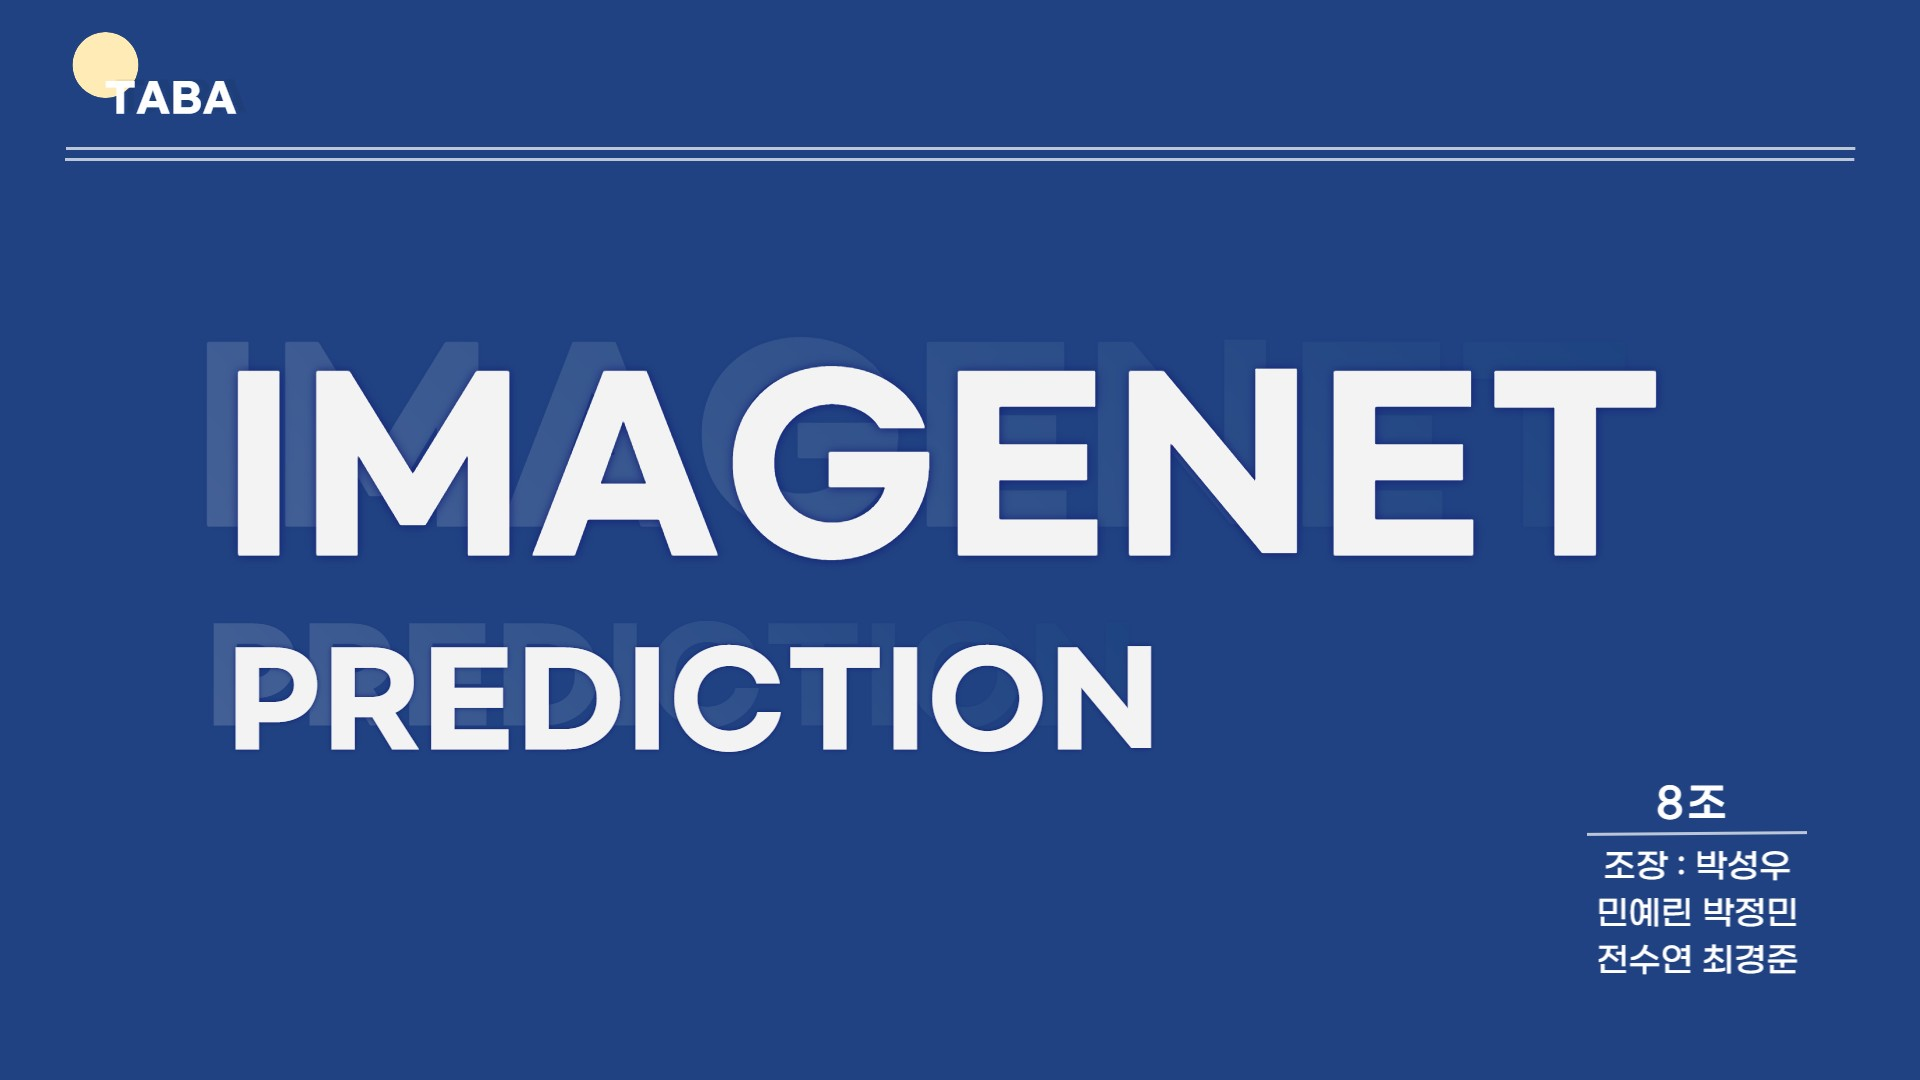 TABA
IMAGENET
PREDICTION
8조
조장 : 박성우
민예린 박정민
전수연 최경준